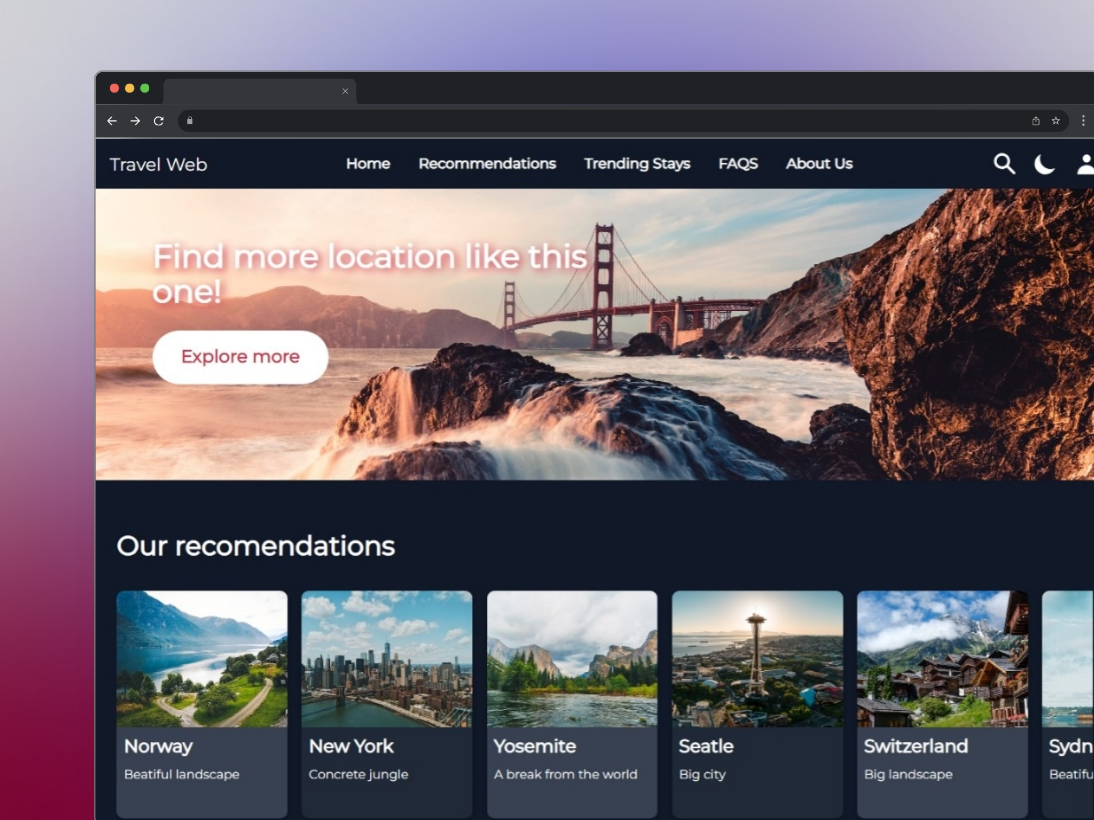 Travel Web
Home Recommendations Trending Stays FAQS About Us
Find more location like this
one!
Explore more
Our recomendations
Norway New York Yosemite Seatle Switzerland Sydn
Beatiful landscape Concrete jungle A break from the world Big city Big landscape Beatifu